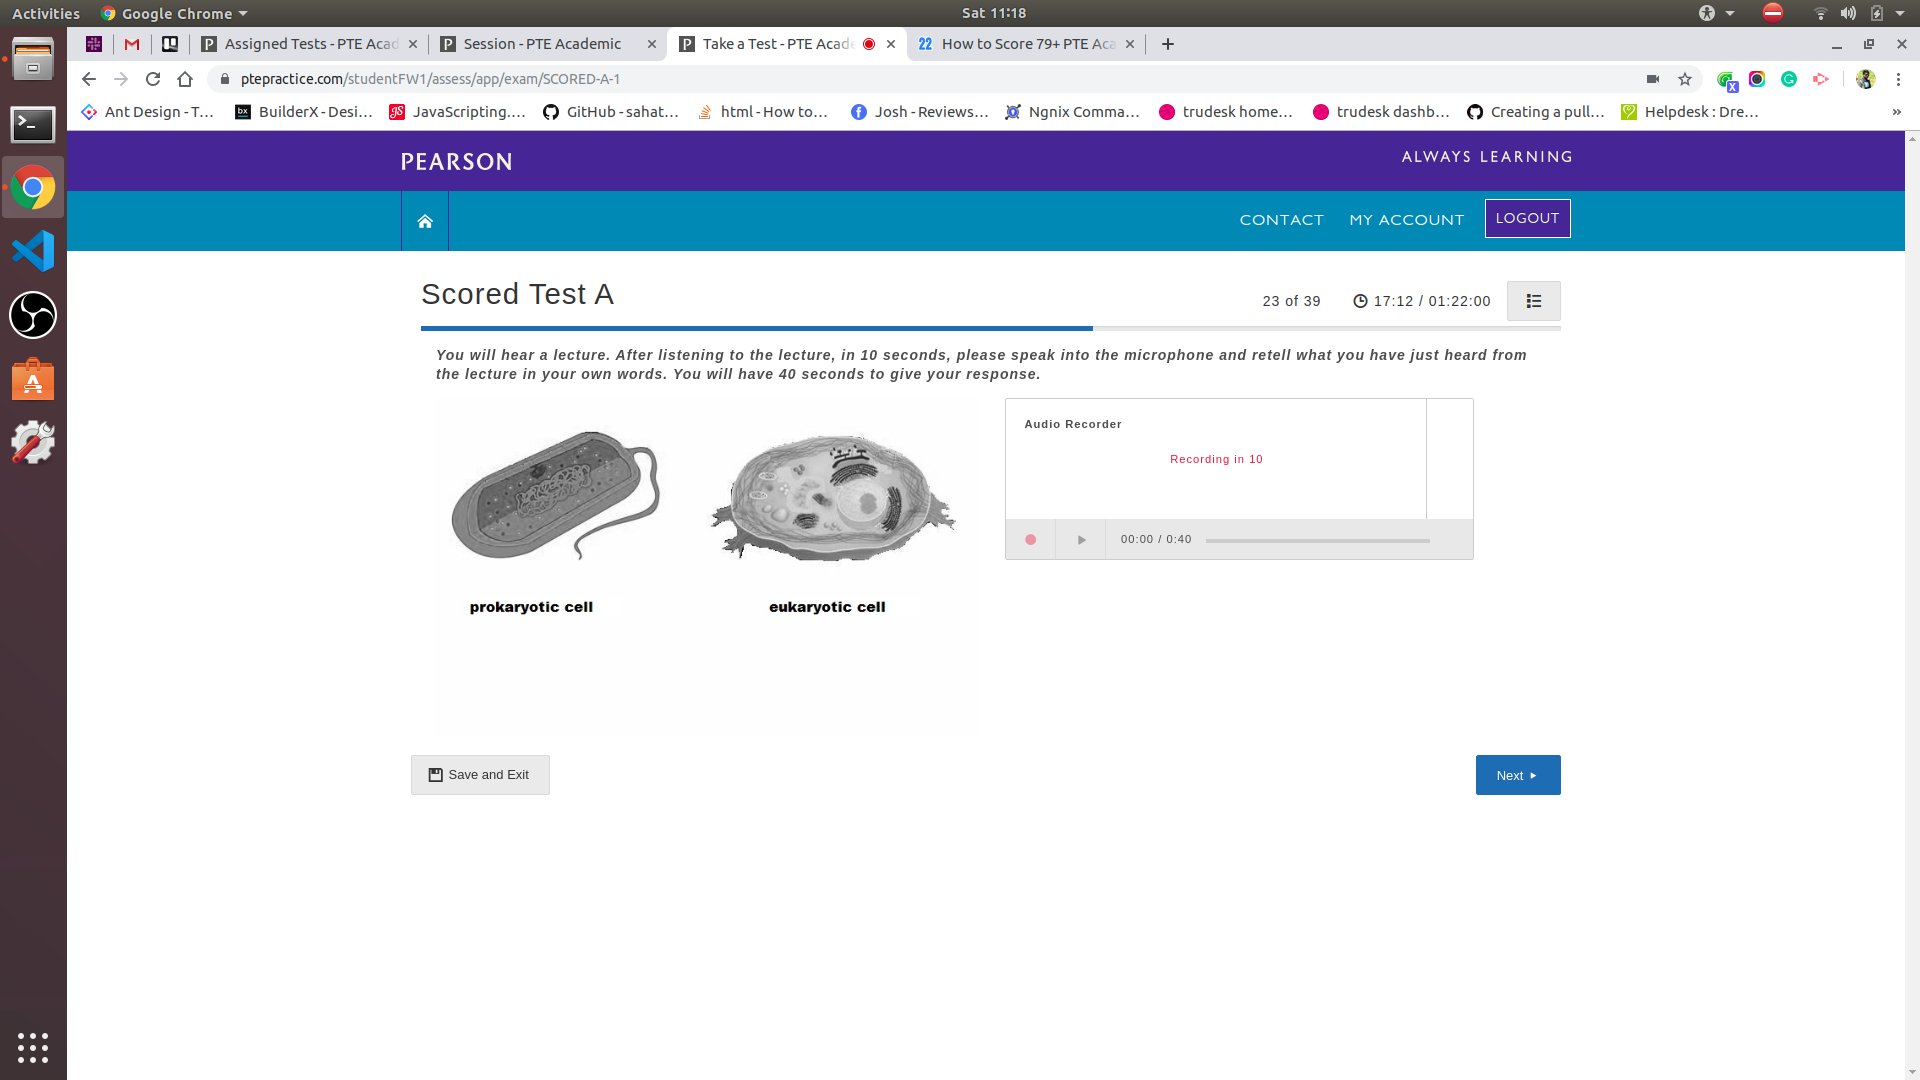 Activities Google Chrome Sat 11:18
Assigned Tests - PTE Acad Session - PTE Academic Take a Test - PTE Acade 22 How to Score 79+ PTE Aca
ptepractice.com/studentFW1/assess/app/exam/SCORED-A-1
Ant Design - T… bx BuilderX - Desi… JS JavaScripting.… GitHub - sahat… html - How to… Josh - Reviews… Ngnix Comma… trudesk home… trudesk dashb… Creating a pull… Helpdesk : Dre… »
PEARSON ALWAYS LEARNING
CONTACT MY ACCOUNT LOGOUT
Scored Test A
23 of 39 17:12 / 01:22:00
You will hear a lecture. After listening to the lecture, in 10 seconds, please speak into the microphone and retell what you have just heard from
the lecture in your own words. You will have 40 seconds to give your response.
Audio Recorder
Recording in 10
00:00 / 0:40
prokaryotic cell eukaryotic cell
Save and Exit Next